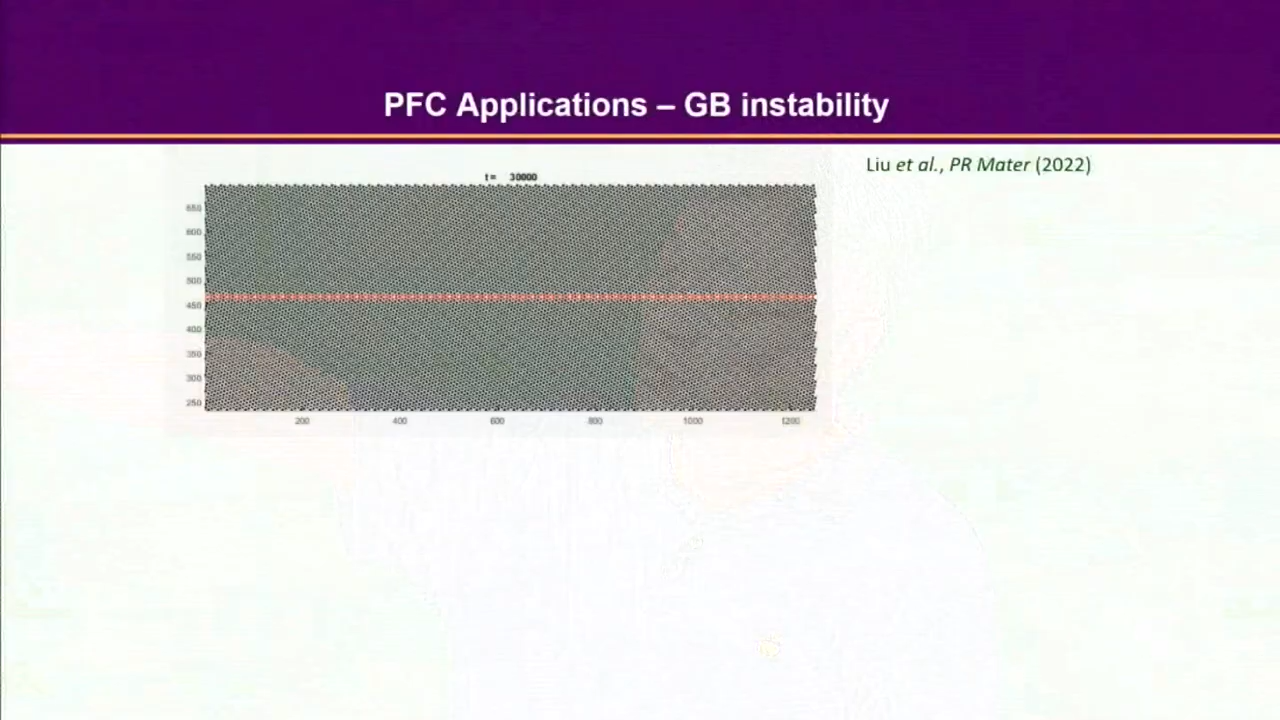 PFC Applications – GB instability
Liu et al., PR Mater (2022)
t = 30000
650
600
550
500
450
400
350
300
250
200 400 600 800 1000 1200